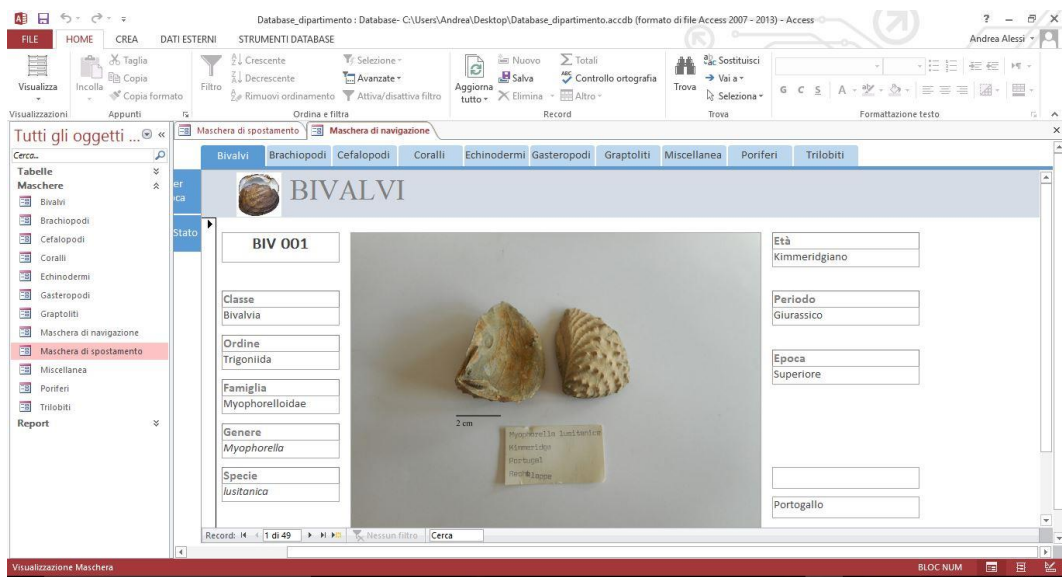 Database_dipartimento : Database- C:\Users\Andrea\Desktop\Database_dipartimento.accdb (formato di file Access 2007 - 2013) - Access
FILE HOME CREA DATI ESTERNI STRUMENTI DATABASE Andrea Alessi
Visualizza
Incolla
Taglia
Copia
Copia formato
Filtro
Crescente
Decrescente
Rimuovi ordinamento
Selezione
Avanzate
Attiva/disattiva filtro
Aggiorna tutto
Nuovo
Salva
Elimina
Totali
Controllo ortografia
Altro
Trova
Sostituisci
Vai a
Seleziona
G C S A
Visualizzazioni Appunti Ordina e filtra Record Trova Formattazione testo
Tutti gli oggetti ...
Cerca...
Tabelle
Maschere
Bivalvi
Brachiopodi
Cefalopodi
Coralli
Echinodermi
Gasteropodi
Graptoliti
Maschera di navigazione
Maschera di spostamento
Miscellanea
Poriferi
Trilobiti
Report
Maschera di spostamento Maschera di navigazione
Bivalvi Brachiopodi Cefalopodi Coralli Echinodermi Gasteropodi Graptoliti Miscellanea Poriferi Trilobiti
er
ca
Stato
BIVALVI
BIV 001
Classe
Bivalvia
Ordine
Trigoniida
Famiglia
Myophorelloidae
Genere
Myophorella
Specie
lusitanica
2 cm
Myophorella lusitanica
Portugal
Età
Kimmeridgiano
Periodo
Giurassico
Epoca
Superiore
Portogallo
Record: 1 di 49 Nessun filtro Cerca
Visualizzazione Maschera BLOC NUM